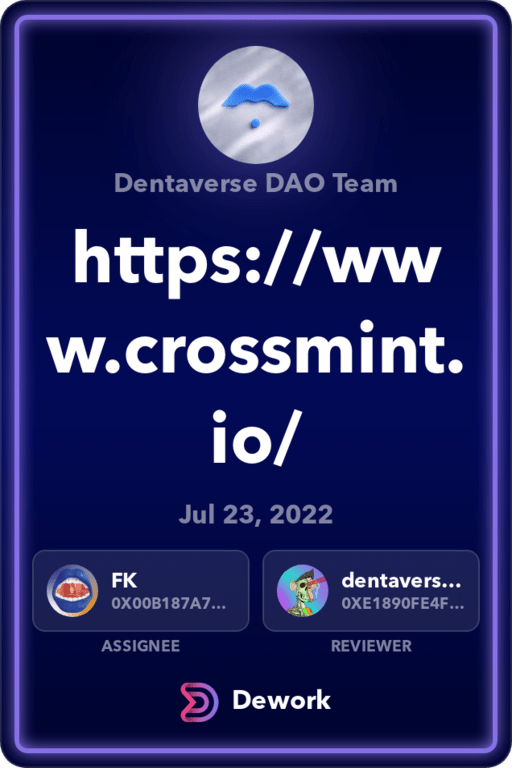 Dentaverse DAO Team
https://ww
w.crossmint.
io/
Jul 23, 2022
FK
0X00B187A7...
ASSIGNEE
dentavers...
0XE1890FE4F...
REVIEWER
Dework